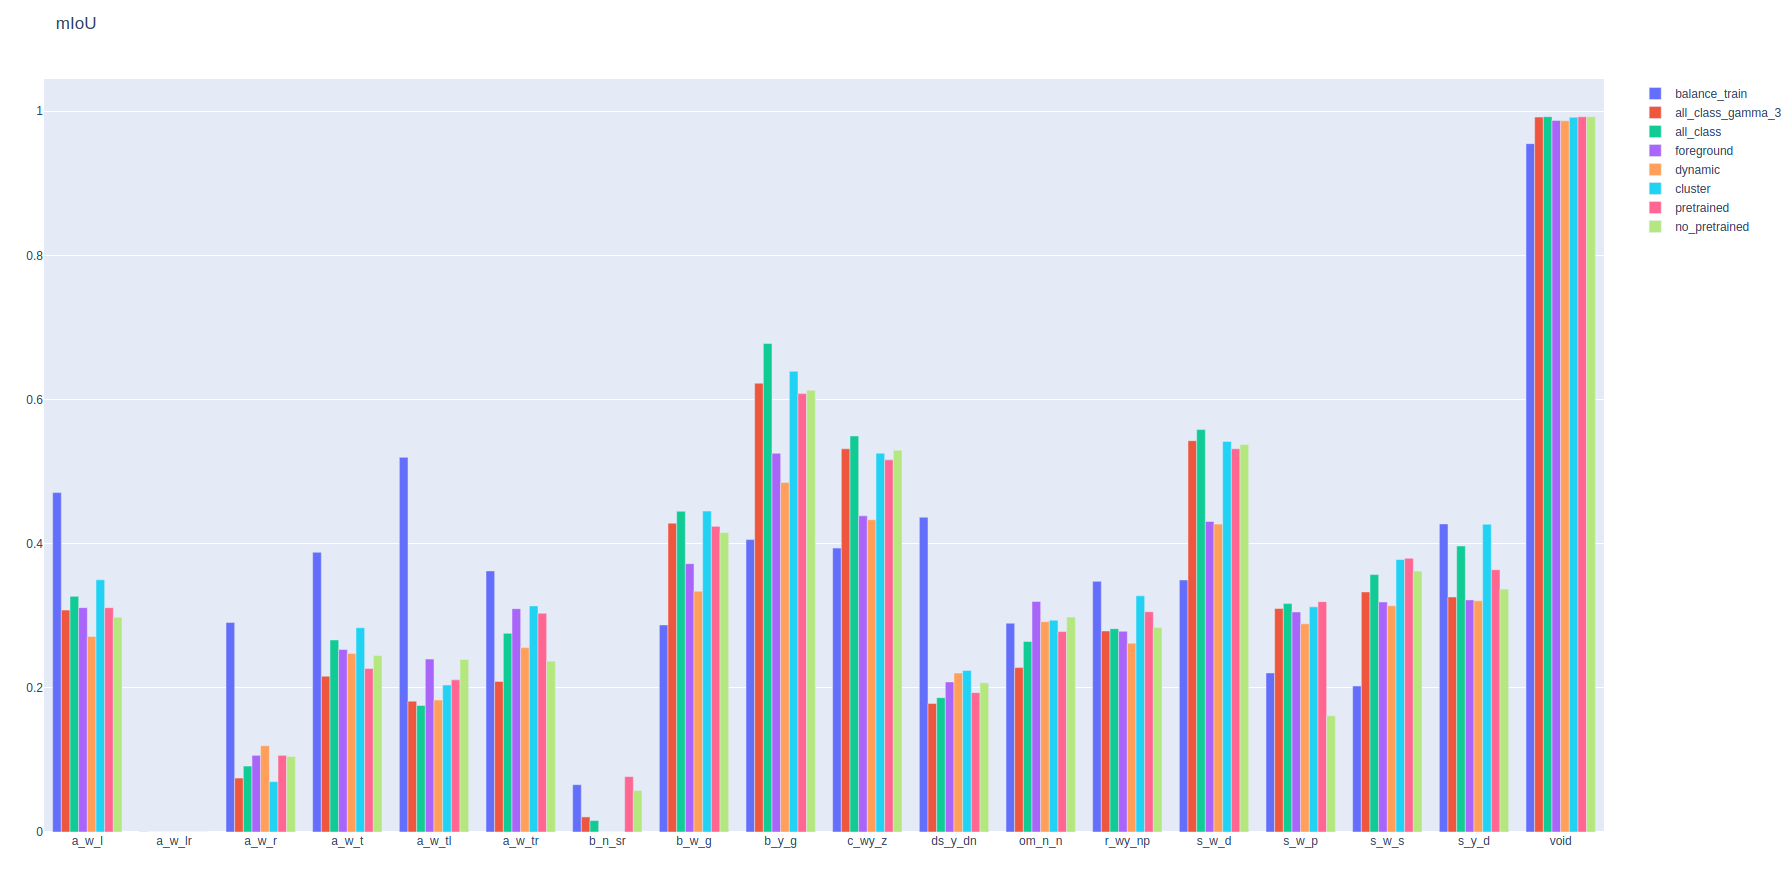 mIoU
1
0.8
0.6
0.4
0.2
0
a_w_l a_w_lr a_w_r a_w_t a_w_tl a_w_tr b_n_sr b_w_g b_y_g c_wy_z ds_y_dn om_n_n r_wy_np s_w_d s_w_p s_w_s s_y_d void
balance_train
all_class_gamma_3
all_class
foreground
dynamic
cluster
pretrained
no_pretrained